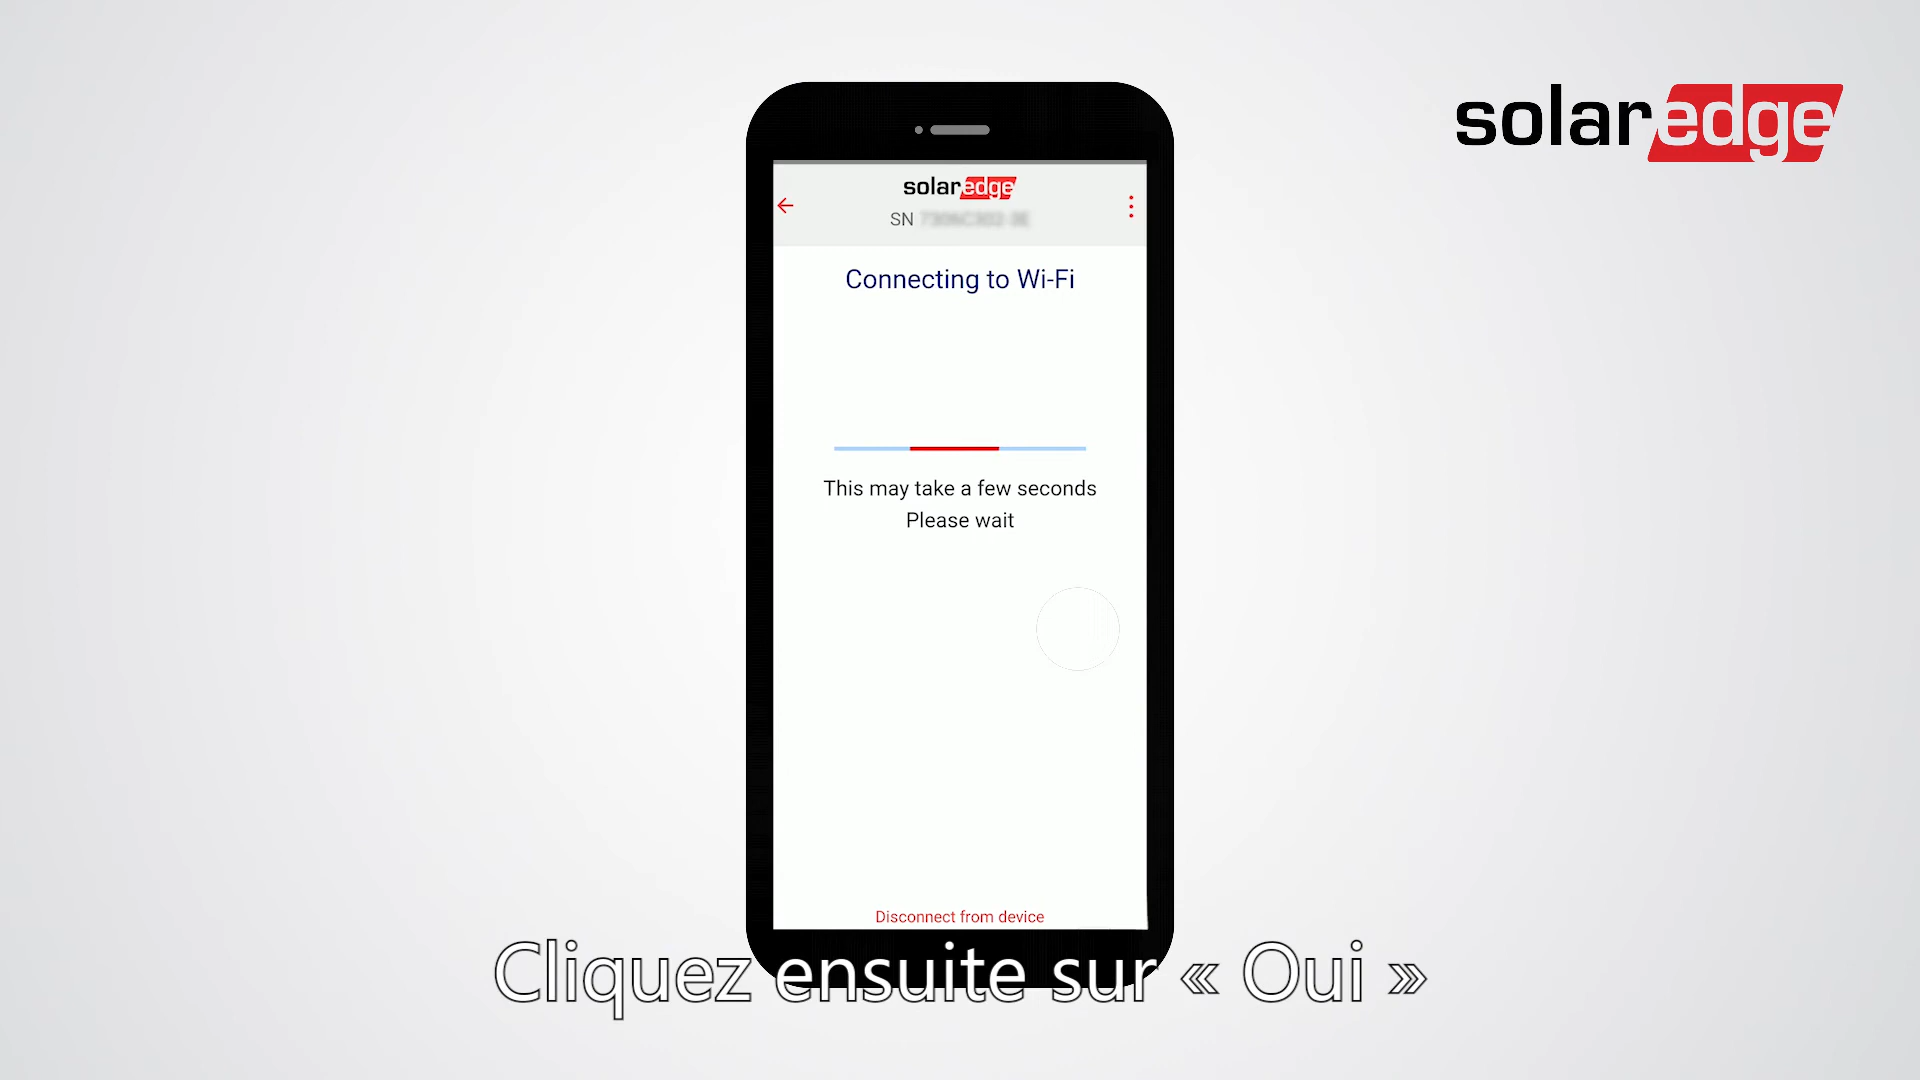 solaredge
solaredge
SN
Connecting to Wi-Fi
This may take a few seconds
Please wait
Disconnect from device
Cliquez ensuite sur « Oui »